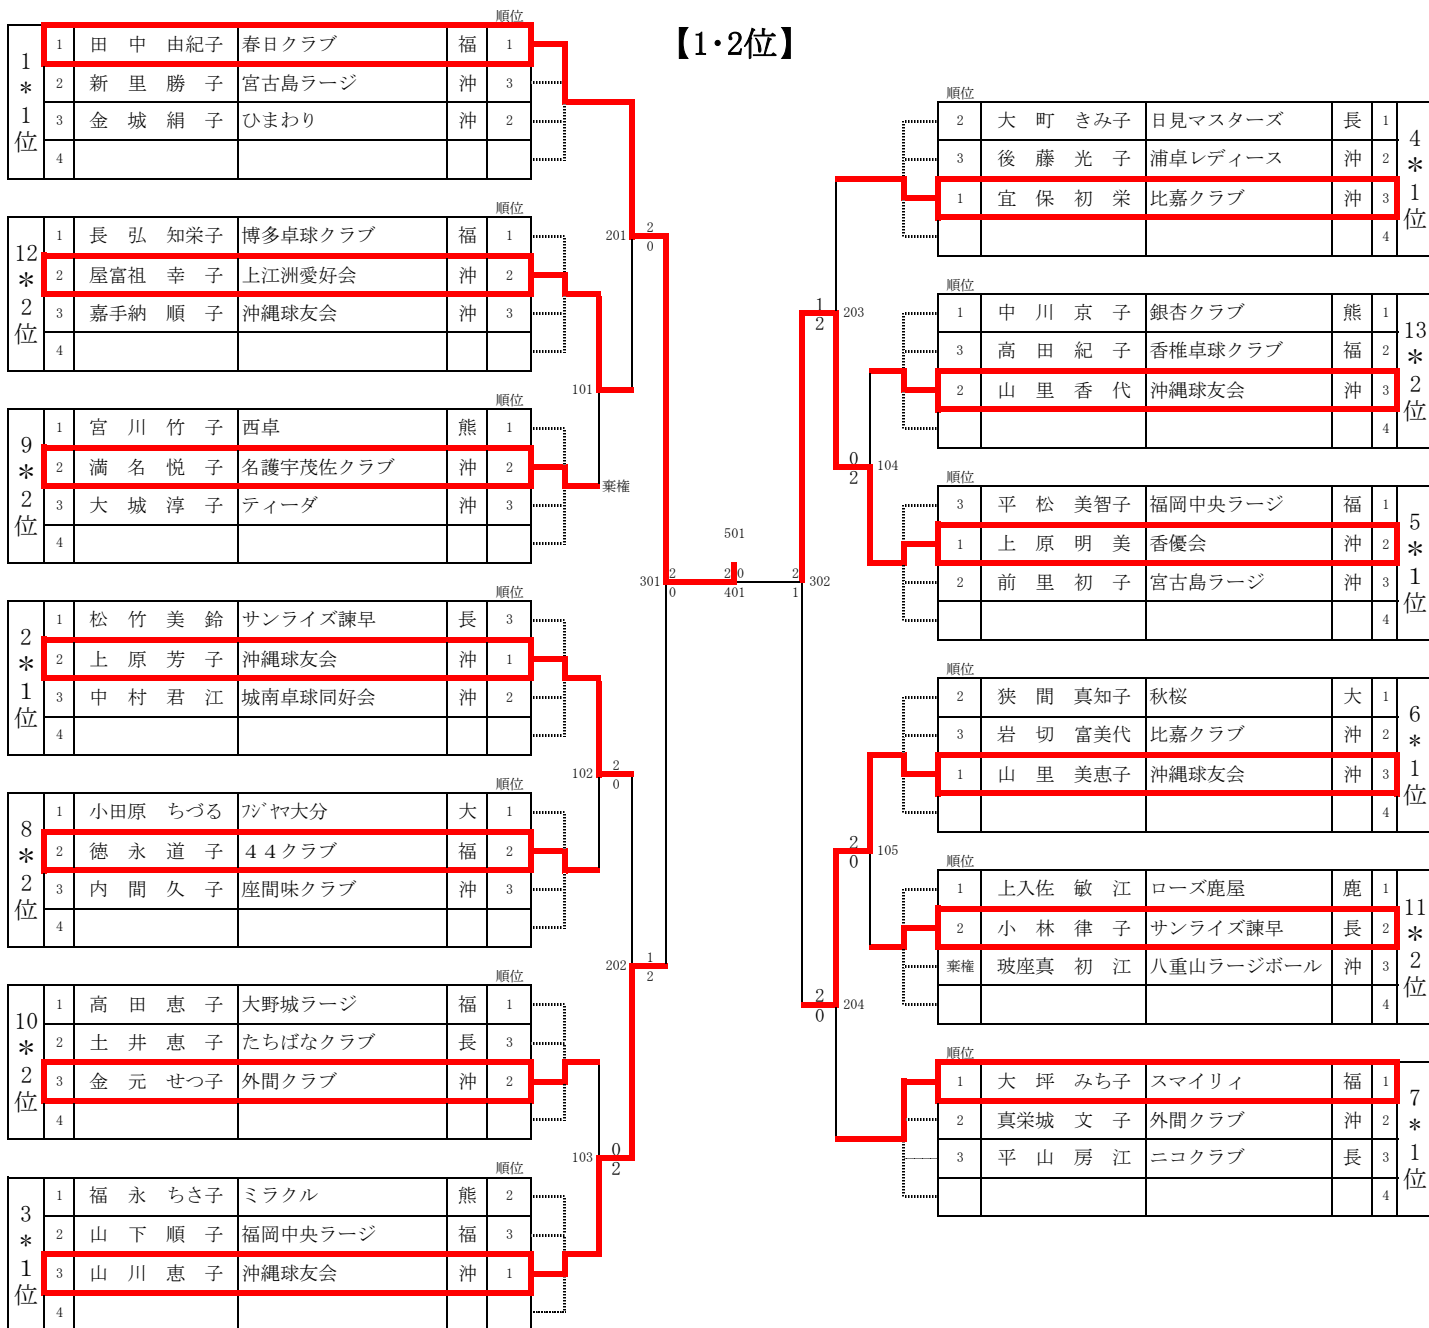 【1・2位】
順位
1*1位
1 田 中 由紀子 春日クラブ 福 1
2 新 里 勝 子 宮古島ラージ 沖 3
3 金 城 絹 子 ひまわり 沖 2
4
順位
12*2位
1 長 弘 知栄子 博多卓球クラブ 福 1
2 屋富祖 幸 子 上江洲愛好会 沖 2
3 嘉手納 順 子 沖縄球友会 沖 3
4
順位
9*2位
1 宮 川 竹 子 西卓 熊 1
2 満 名 悦 子 名護宇茂佐クラブ 沖 2
3 大 城 淳 子 ティーダ 沖 3
4
順位
2*1位
1 松 竹 美 鈴 サンライズ諫早 長 3
2 上 原 芳 子 沖縄球友会 沖 1
3 中 村 君 江 城南卓球同好会 沖 2
4
順位
8*2位
1 小田原 ちづる フジヤマ大分 大 1
2 徳 永 道 子 44クラブ 福 2
3 内 間 久 子 座間味クラブ 沖 3
4
順位
10*2位
1 高 田 恵 子 大野城ラージ 福 1
2 土 井 恵 子 たちばなクラブ 長 3
3 金 元 せつ子 外間クラブ 沖 2
4
順位
3*1位
1 福 永 ちさ子 ミラクル 熊 2
2 山 下 順 子 福岡中央ラージ 福 3
3 山 川 恵 子 沖縄球友会 沖 1
4
201
2
0
101
棄権
301
2
0
102
2
0
202
1
2
103
0
2
501
2 0
401
2
1
302
1
2
203
0
2
104
2
0
105
2
0
204
順位
2 大 町 きみ子 日見マスターズ 長 1
3 後 藤 光 子 浦卓レディース 沖 2
1 宜 保 初 栄 比嘉クラブ 沖 3
4
4*1位
順位
1 中 川 京 子 銀杏クラブ 熊 1
3 高 田 紀 子 香椎卓球クラブ 福 2
2 山 里 香 代 沖縄球友会 沖 3
4
13*2位
順位
3 平 松 美智子 福岡中央ラージ 福 1
1 上 原 明 美 香優会 沖 2
2 前 里 初 子 宮古島ラージ 沖 3
4
5*1位
順位
2 狭 間 真知子 秋桜 大 1
3 岩 切 富美代 比嘉クラブ 沖 2
1 山 里 美恵子 沖縄球友会 沖 3
4
6*1位
順位
1 上入佐 敏 江 ローズ鹿屋 鹿 1
2 小 林 律 子 サンライズ諫早 長 2
棄権 玻座真 初 江 八重山ラージボール 沖 3
4
11*2位
順位
1 大 坪 みち子 スマイリィ 福 1
2 真栄城 文 子 外間クラブ 沖 2
3 平 山 房 江 ニコクラブ 長 3
4
7*1位